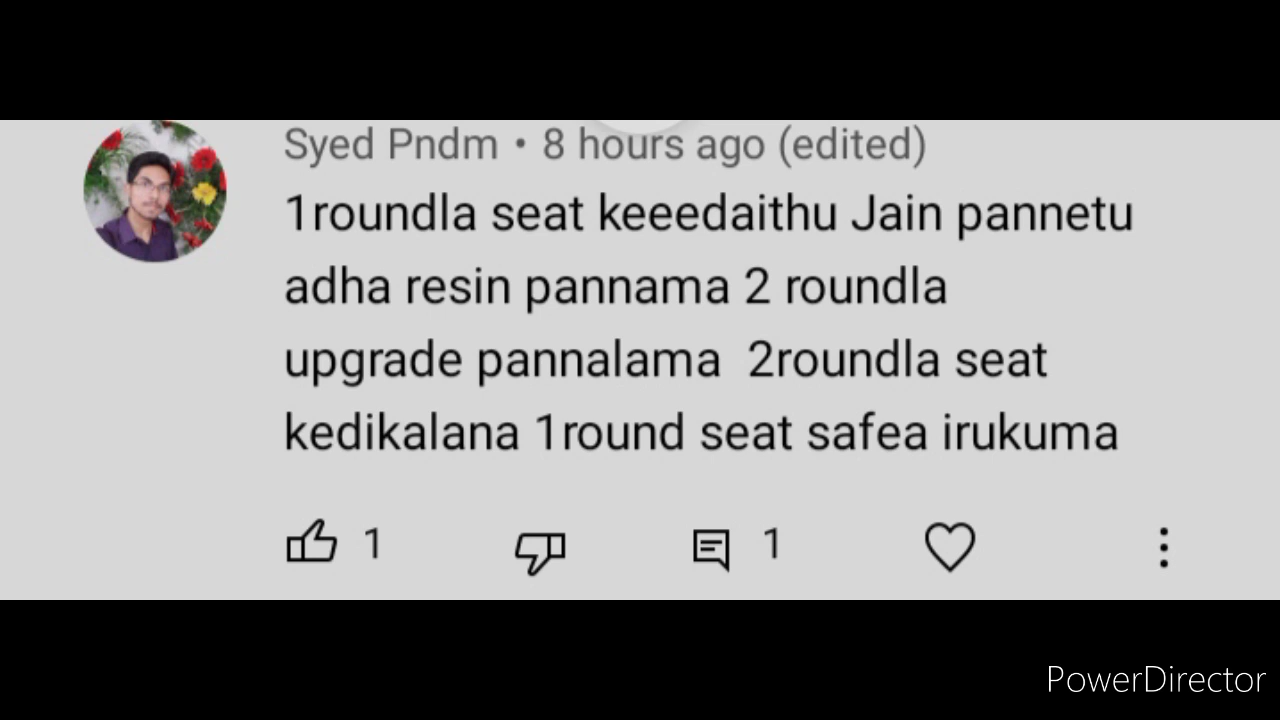 Syed Pndm • 8 hours ago (edited)
1roundla seat keeedaithu Jain pannetu
adha resin pannama 2 roundla
upgrade pannalama  2roundla seat
kedikalana 1round seat safea irukuma
1 1
PowerDirector